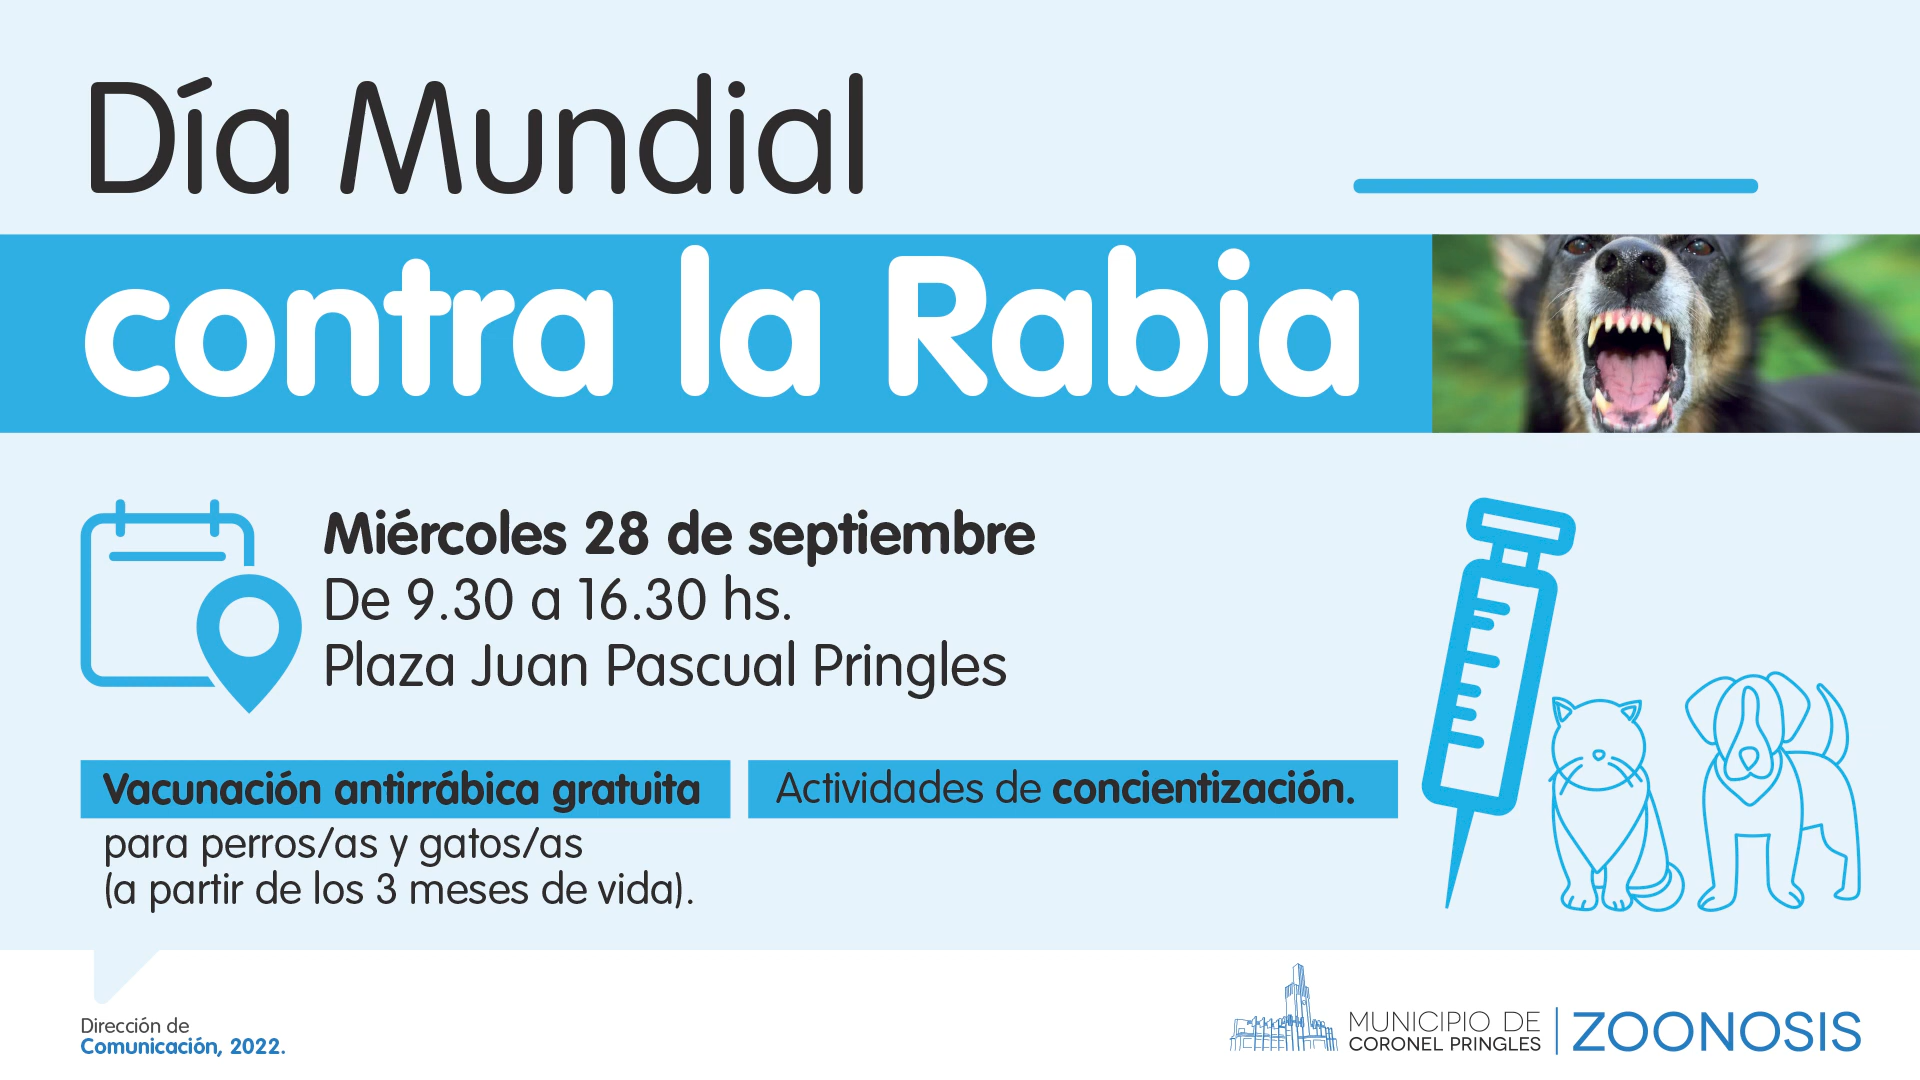 Día Mundial
contra la Rabia
Miércoles 28 de septiembre
De 9.30 a 16.30 hs.
Plaza Juan Pascual Pringles
Vacunación antirrábica gratuita
para perros/as y gatos/as
(a partir de los 3 meses de vida).
Actividades de concientización.
Dirección de
Comunicación, 2022.
MUNICIPIO DE
CORONEL PRINGLES
ZOONOSIS